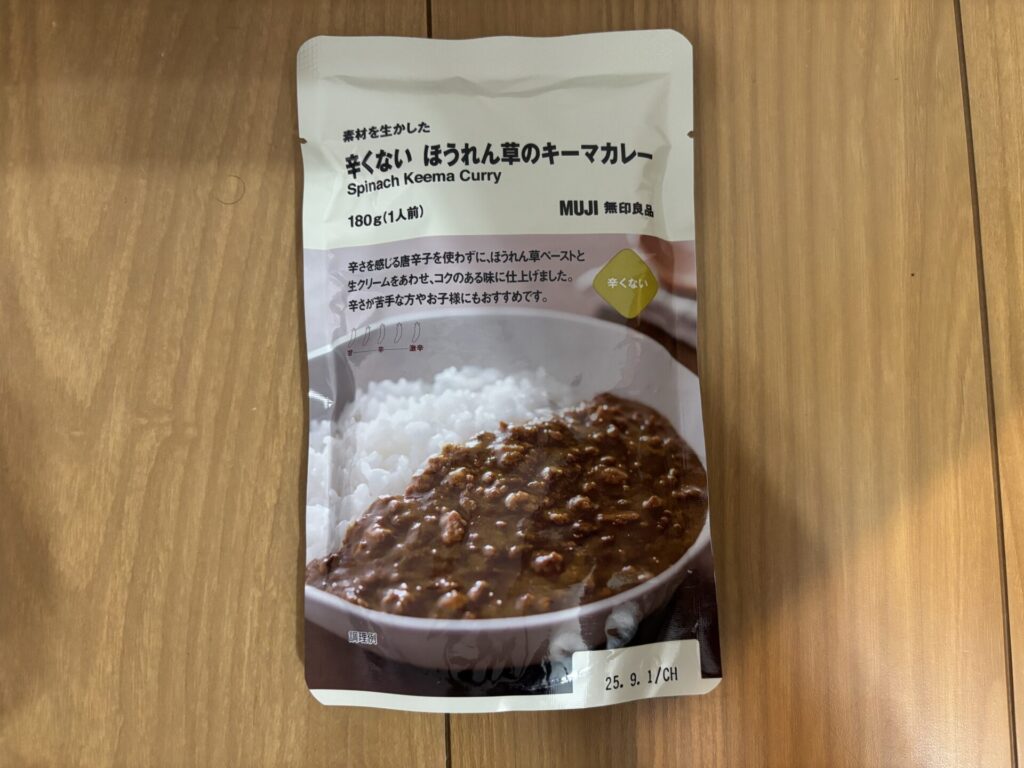 素材を生かした
辛くない ほうれん草のキーマカレー
Spinach Keema Curry
180g(1人前)
MUJI 無印良品
辛さを感じる唐辛子を使わずに、ほうれん草ペーストと
生クリームをあわせ、コクのある味に仕上げました。
辛さが苦手な方やお子様にもおすすめです。
辛くない
辛 激辛
調理例
25. 9. 1/CH